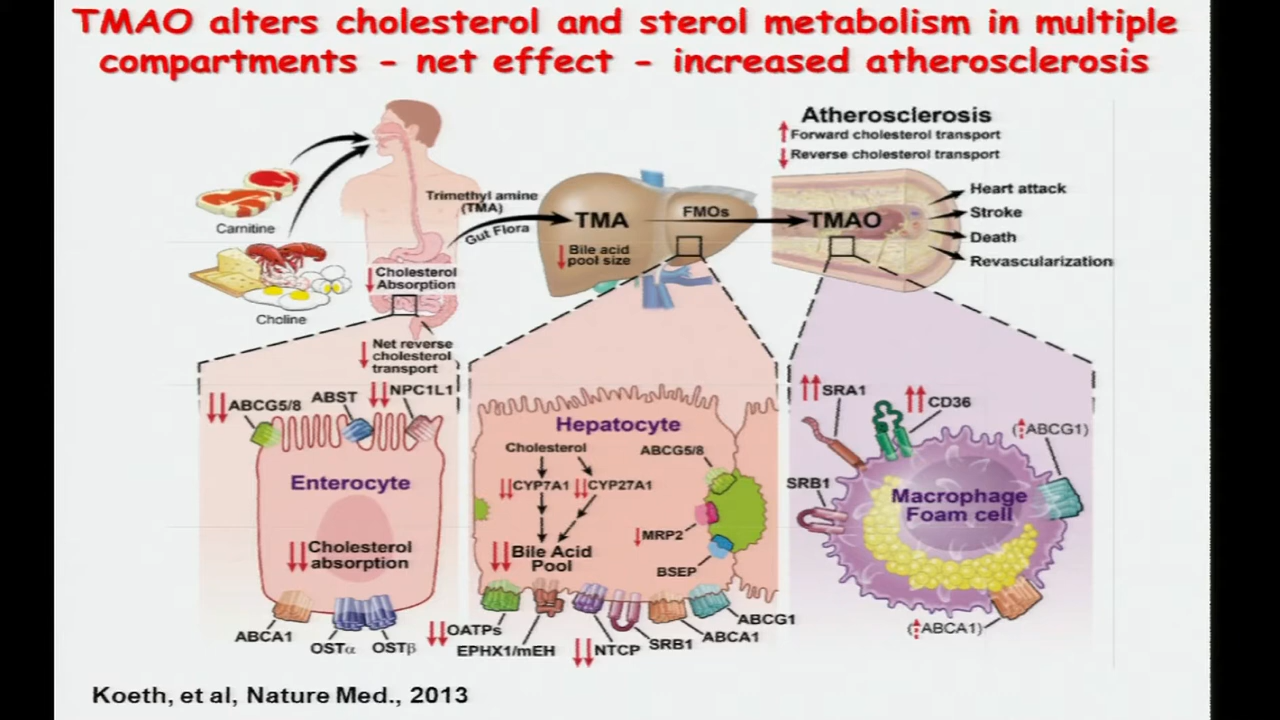 TMAO alters cholesterol and sterol metabolism in multiple
compartments - net effect - increased atherosclerosis
Carnitine
Choline
Trimethyl amine
(TMA)
Gut Flora
Cholesterol
Absorption
Net reverse
cholesterol
transport
TMA
Bile acid
pool size
FMOs
Atherosclerosis
Forward cholesterol transport
Reverse cholesterol transport
TMAO
Heart attack
Stroke
Death
Revascularization
ABCG5/8
ABST
NPC1L1
Enterocyte
Cholesterol
absorption
ABCA1
OSTα
OSTβ
Hepatocyte
Cholesterol
ABCG5/8
CYP7A1
CYP27A1
MRP2
Bile Acid
Pool
BSEP
OATPs
EPHX1/mEH
NTCP
SRB1
ABCA1
ABCG1
SRA1
CD36
(↑ABCG1)
SRB1
Macrophage
Foam cell
(↑ABCA1)
Koeth, et al, Nature Med., 2013